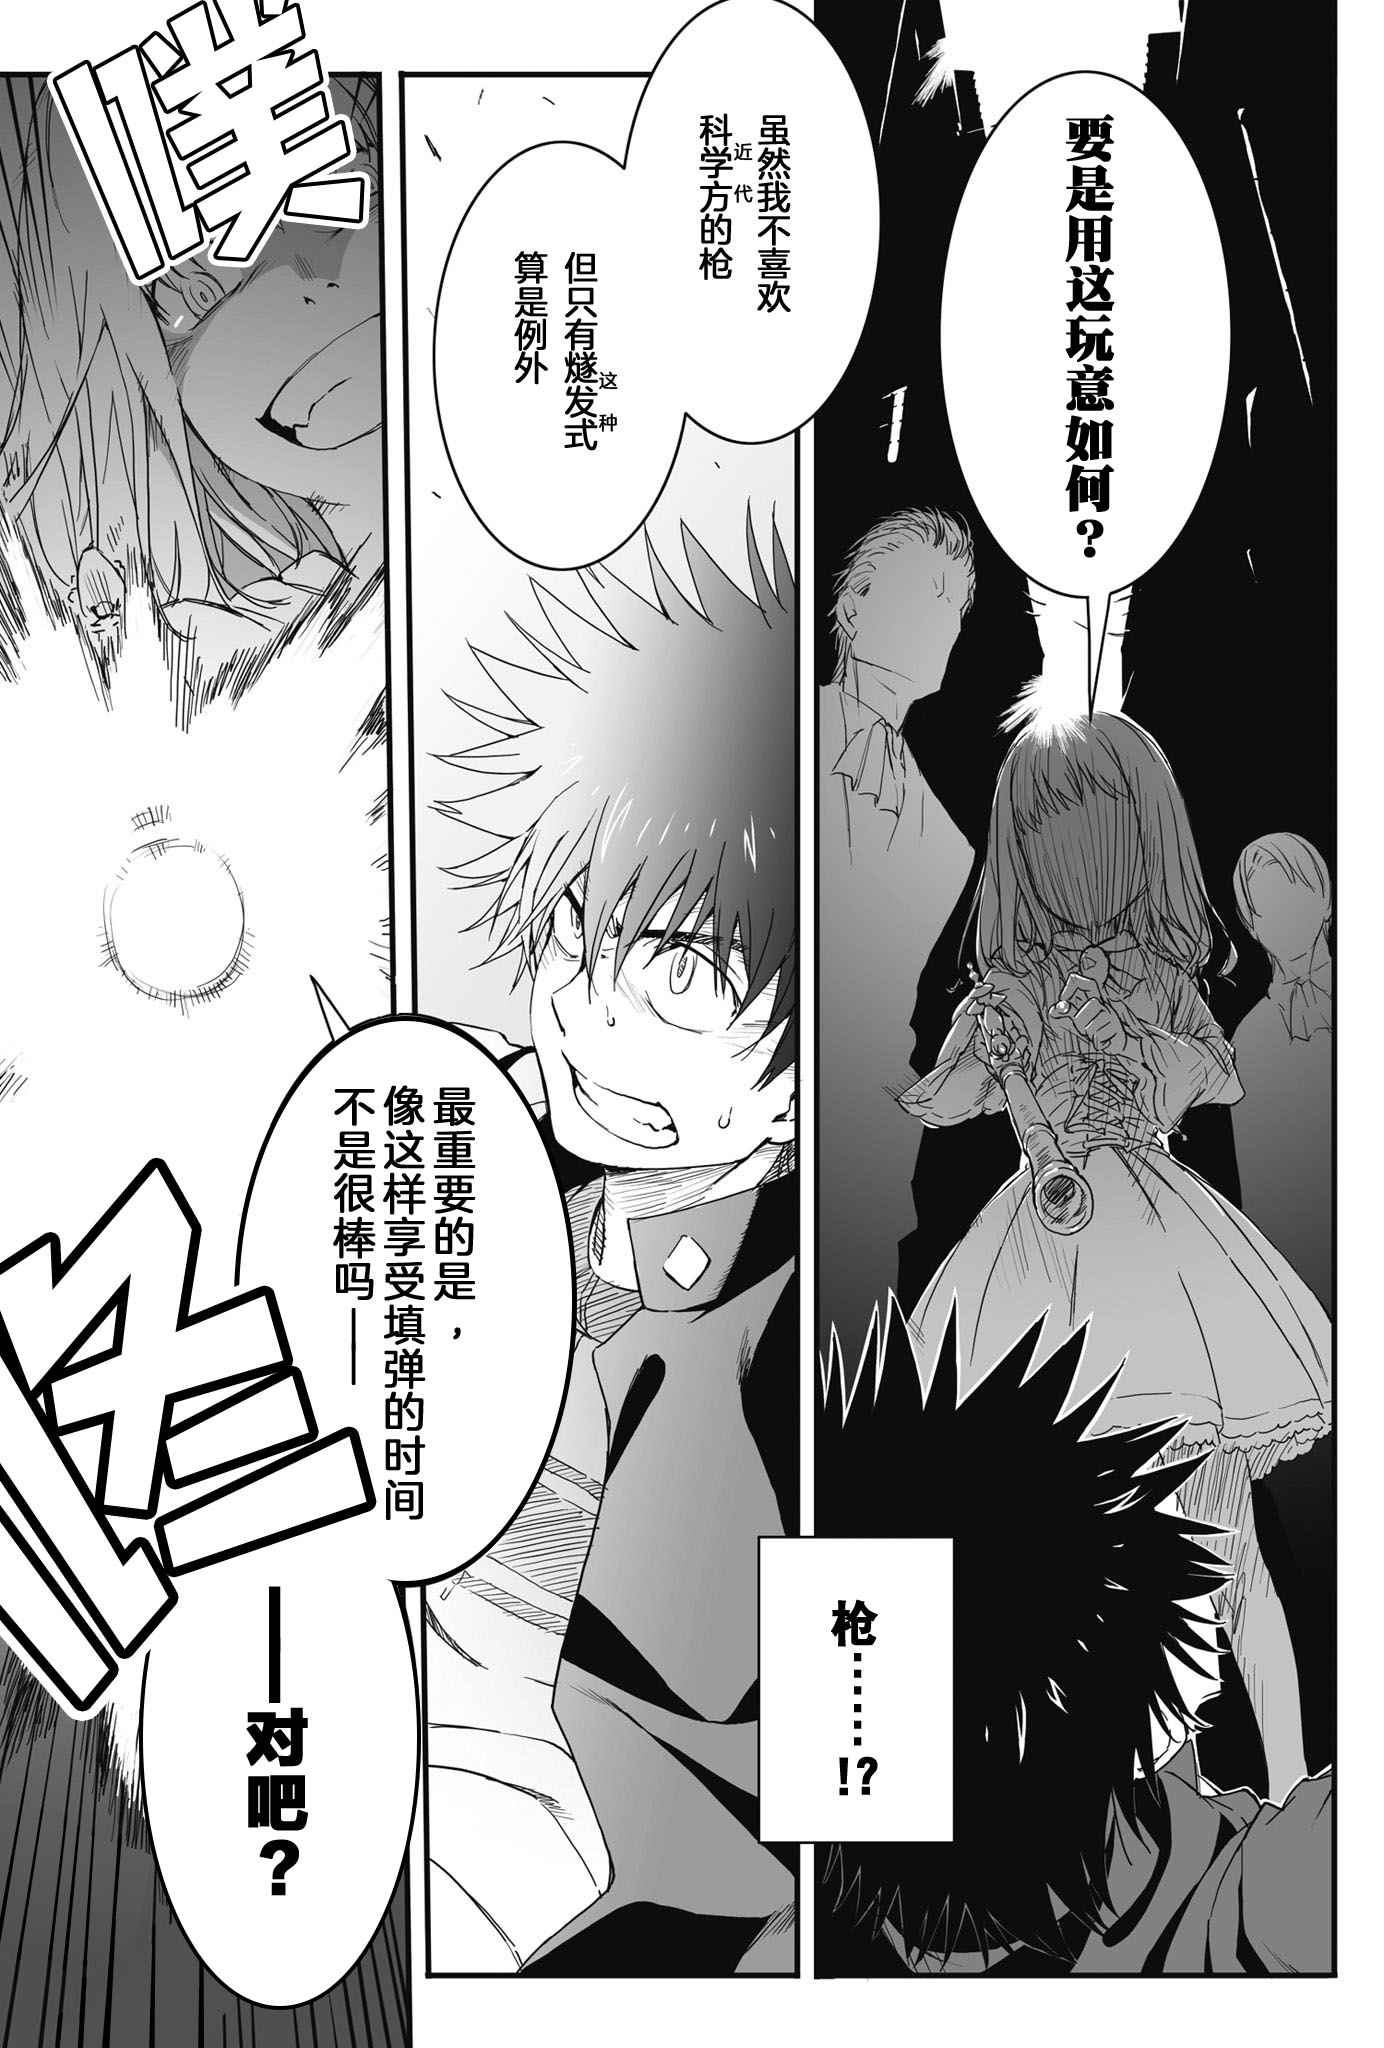 要是用这玩意如何？
枪……!?
虽然我不喜欢
近代
科学方的枪
这种
但只有燧发式
算是例外
最重要的是，
像这样享受填弹的时间
不是很棒吗——
——对吧？